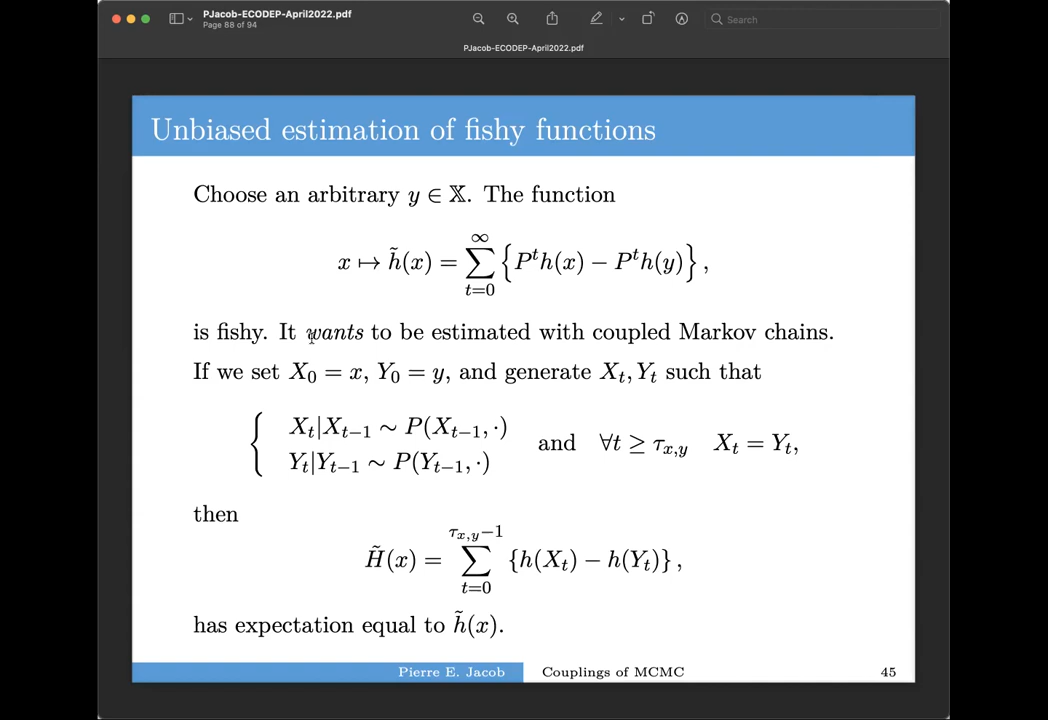 PJacob-ECODEP-April2022.pdf
Page 88 of 94
Search
PJacob-ECODEP-April2022.pdf
Unbiased estimation of fishy functions
Choose an arbitrary y ∈ 𝕏. The function
x ↦ h̃(x) = ∑_{t=0}^{∞} {P^t h(x) − P^t h(y)},
is fishy. It wants to be estimated with coupled Markov chains.
If we set X_0 = x, Y_0 = y, and generate X_t, Y_t such that
{ X_t|X_{t−1} ∼ P(X_{t−1}, ·)
Y_t|Y_{t−1} ∼ P(Y_{t−1}, ·) and ∀t ≥ τ_{x,y} X_t = Y_t,
then
H̃(x) = ∑_{t=0}^{τ_{x,y}−1} {h(X_t) − h(Y_t)},
has expectation equal to h̃(x).
Pierre E. Jacob Couplings of MCMC 45